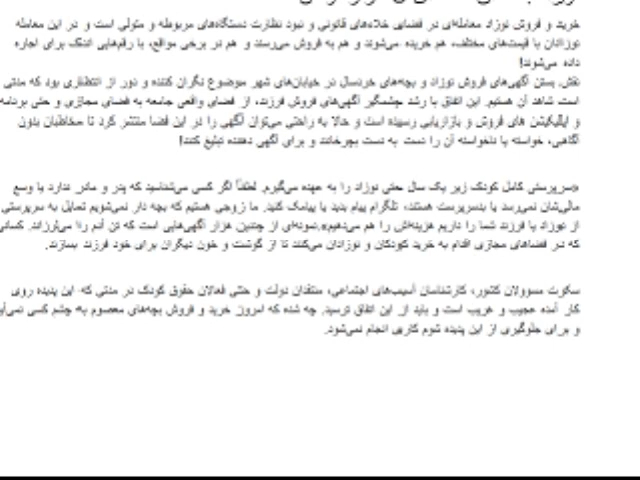 خرید و فروش نوزاد معامله‌ای در فضای خلاءهای قانونی و نبود نظارت دستگاه‌های مربوطه و متولی است و در این معامله
نوزادان با قیمت‌های مختلف، هم خریده می‌شوند و هم به فروش می‌رسند و هم در برخی مواقع، با رقم‌هایی اندک برای اجاره
داده می‌شوند!
نقش بستن آگهی‌های فروش نوزاد و بچه‌های خردسال در خیابان‌های شهر موضوع نگران کننده و دور از انتظاری بود که مدتی
است شاهد آن هستیم. این اتفاق با رشد چشمگیر آگهی‌های فروش فرزند، از فضای واقعی جامعه به فضای مجازی و حتی برنامه
و اپلیکیشن های فروش و بازاریابی رسیده است و حالا به راحتی می‌توان آگهی را در این فضا منتشر کرد تا مخاطبان بدون
آگاهی، خواسته یا ناخواسته آن را دست به دست بچرخانند و برای آگهی دهنده تبلیغ کنند!
«سرپرستی کامل کودک زیر یک سال حتی نوزاد را به عهده می‌گیرم. لطفاً اگر کسی می‌شناسید که پدر و مادر ندارد یا وسع
مالی‌شان نمی‌رسد یا بدسرپرست هستند، تلگرام پیام بدید یا پیامک کنید. ما زوجی هستیم که بچه دار نمی‌شویم تمایل به سرپرستی
از نوزاد یا فرزند شما را داریم هزینه‌اش را هم می‌دهیم».نمونه‌ای از چندین هزار آگهی‌هایی است که تن آدم را می‌لرزاند. کسانی
که در فضاهای مجازی اقدام به خرید کودکان و نوزادان می‌کنند تا از گوشت و خون دیگران برای خود فرزند بسازند.
سکوت مسوولان کشور، کارشناسان آسیب‌های اجتماعی، منتقدان دولت و حتی فعالان حقوق کودک در مدتی که این پدیده روی
کار آمده عجیب و غریب است و باید از این اتفاق ترسید. چه شده که امروز خرید و فروش بچه‌های معصوم به چشم کسی نمی‌آید
و برای جلوگیری از این پدیده شوم کاری انجام نمی‌شود.